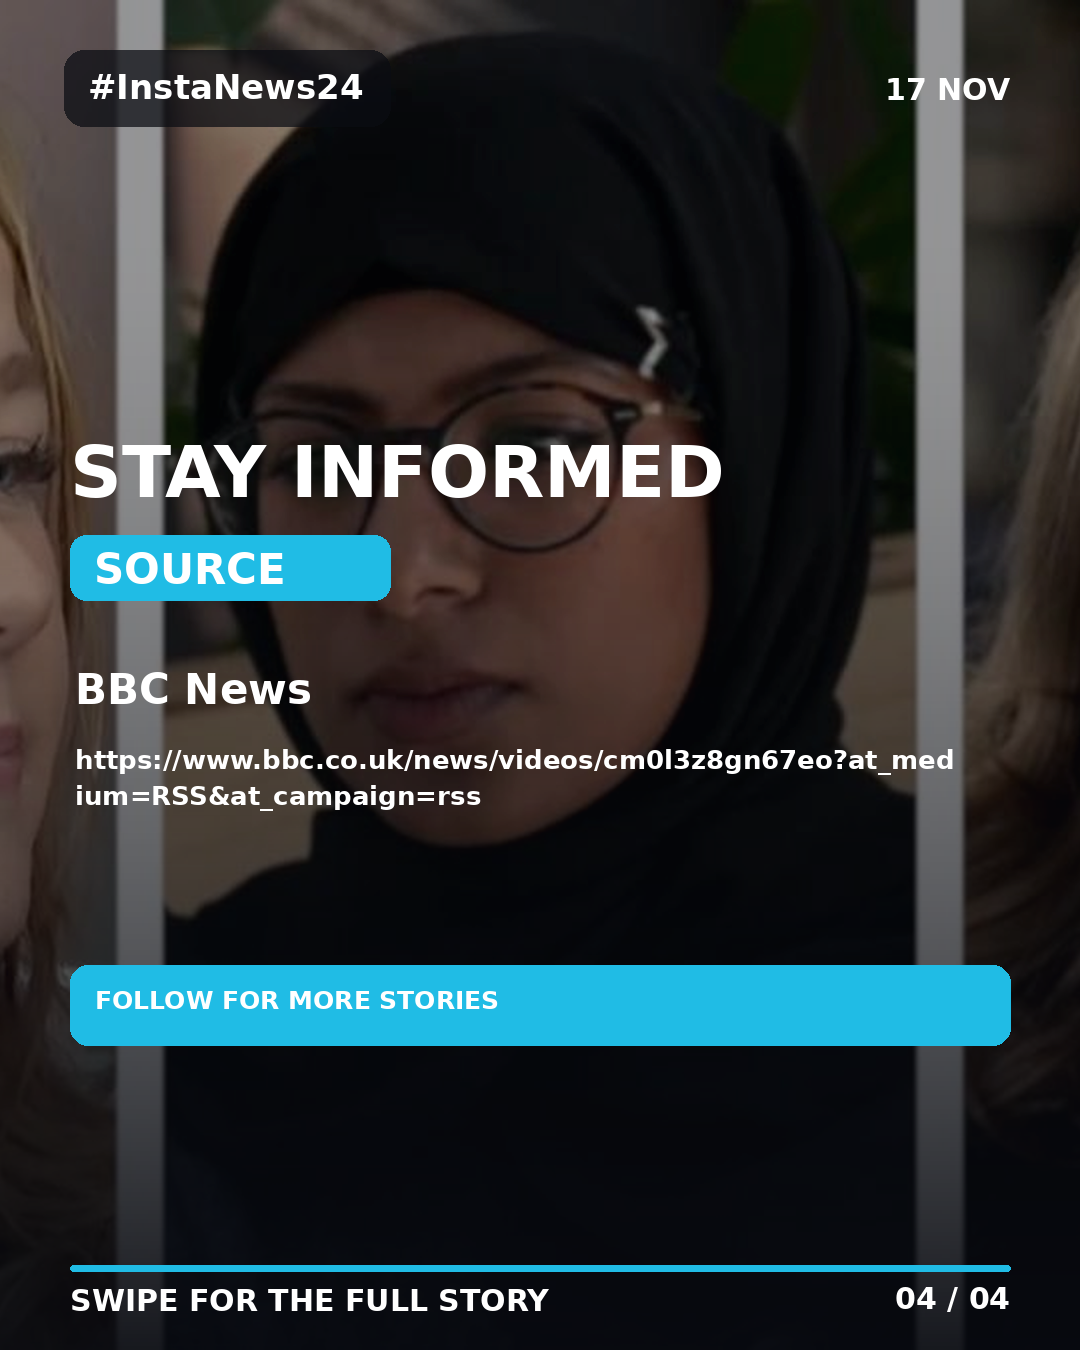 #InstaNews24
17 NOV
STAY INFORMED
SOURCE
BBC News
https://www.bbc.co.uk/news/videos/cm0l3z8gn67eo?at_med
ium=RSS&at_campaign=rss
FOLLOW FOR MORE STORIES
SWIPE FOR THE FULL STORY
04 / 04